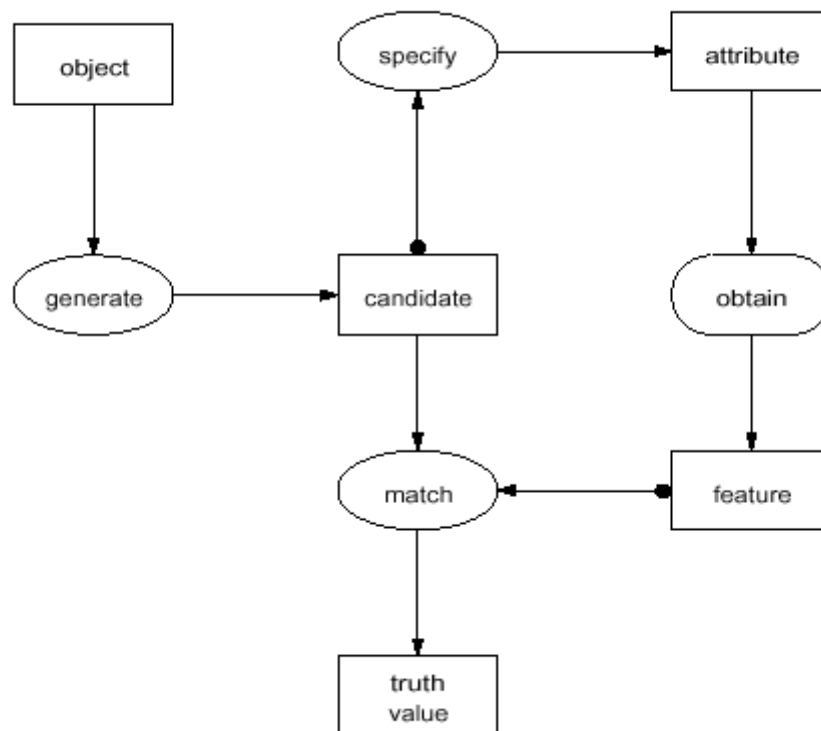 object
specify
attribute
generate
candidate
obtain
match
feature
truth
value